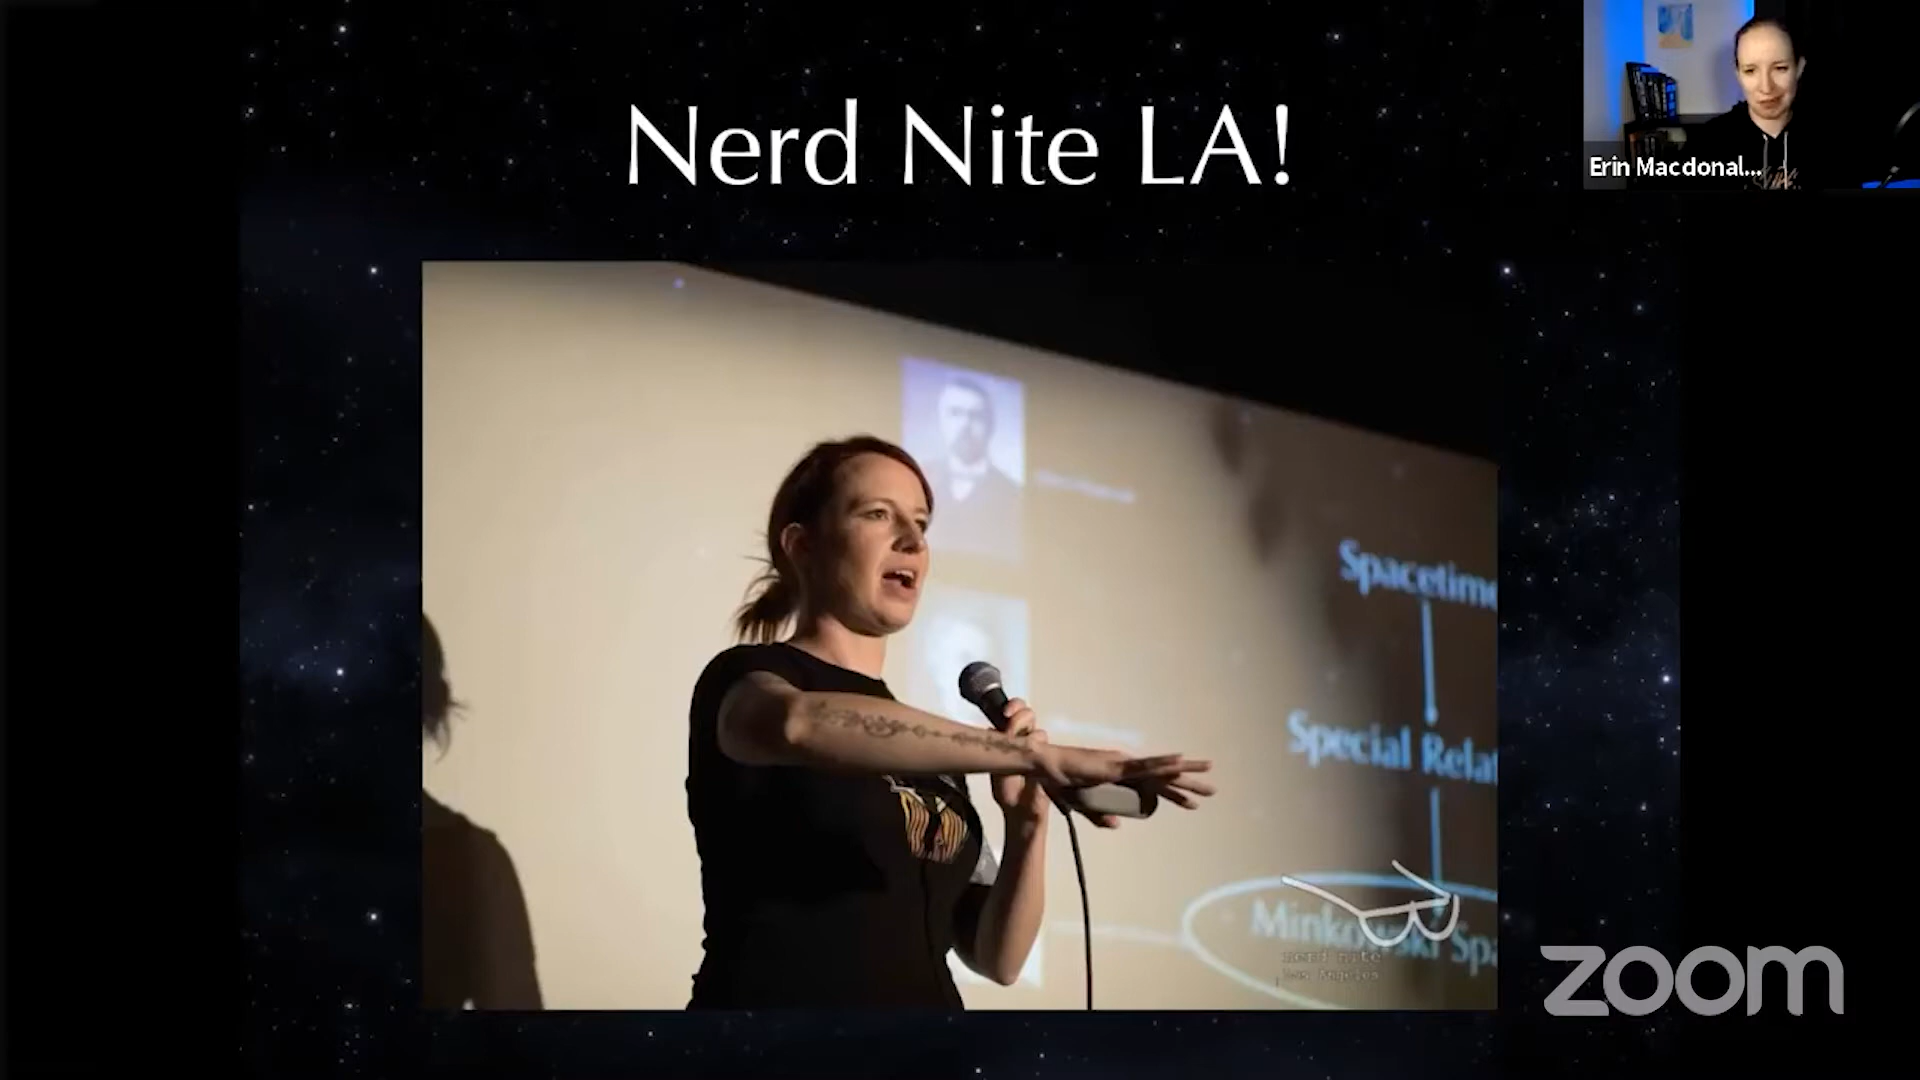 Nerd Nite LA!
Erin Macdonal...
Spacetime
Special Relat
Minkowski Spa
nerd nite
Los Angeles
zoom